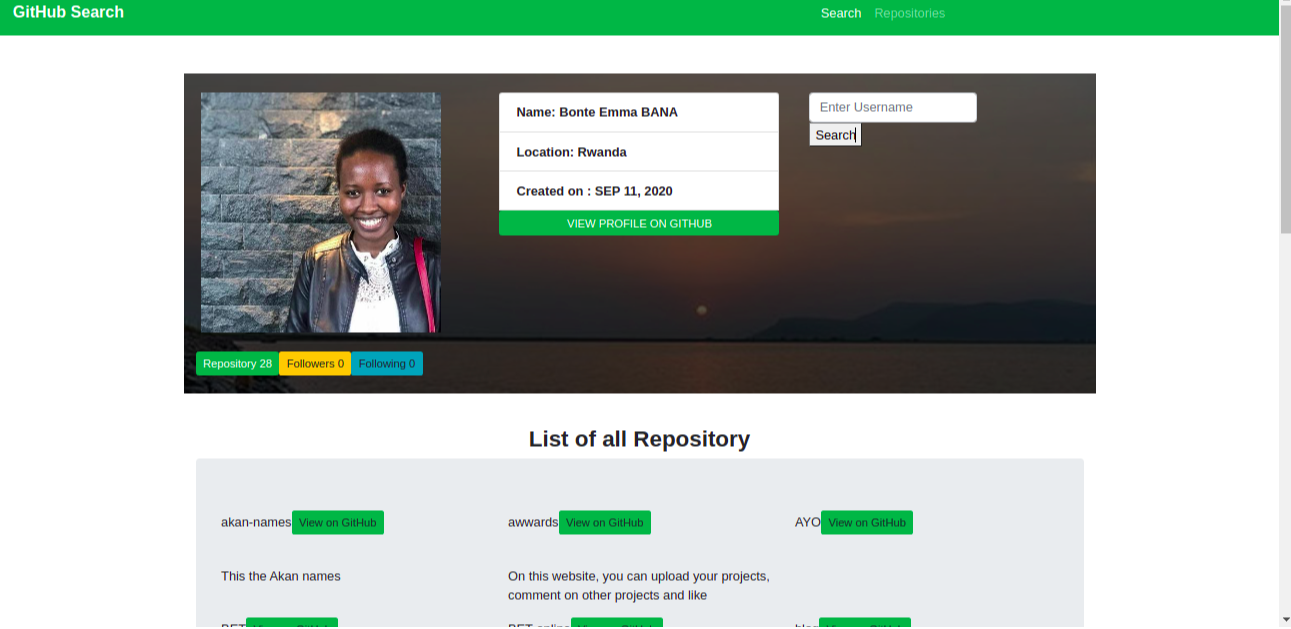 GitHub Search
Search Repositories
Name: Bonte Emma BANA
Enter Username
Search
Location: Rwanda
Created on : SEP 11, 2020
VIEW PROFILE ON GITHUB
Repository 28 Followers 0 Following 0
List of all Repository
akan-names View on GitHub
awwards View on GitHub
AYO View on GitHub
This the Akan names
On this website, you can upload your projects,
comment on other projects and like